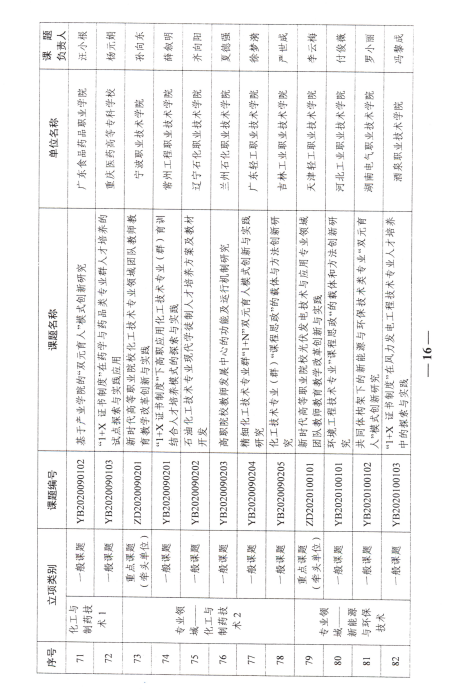 序号 立项类别 课题编号 课题名称 单位名称 课题负责人
化工与制药技术1
71 一般课题 YB2020090102 基于产业学院的“双元育人”模式创新研究 广东食品药品职业学院 汪小根
72 一般课题 YB2020090103 “1+X 证书制度”在药学与药品类专业群人才培养的试点探索与实践应用 重庆医药高等专科学校 杨元娟
专业领域——化工与制药技术2
73 重点课题（牵头单位） ZD2020090201 新时代高等职业院校化工技术专业领域团队教师教育教学改革创新与实践 宁波职业技术学院 孙向东
74 一般课题 YB2020090201 “1+X 证书制度”下高职应用化工技术专业（群）育训结合人才培养模式的探索与实践 常州工程职业技术学院 薛叙明
75 一般课题 YB2020090202 石油化工技术专业现代学徒制人才培养方案及教材开发 辽宁石化职业技术学院 齐向阳
76 一般课题 YB2020090203 高职院校教师发展中心的功能及运行机制研究 兰州石化职业技术学院 夏德强
77 一般课题 YB2020090204 精细化工技术专业群“1+N”双元育人模式创新与实践研究 广东轻工职业技术学院 徐梦漪
78 一般课题 YB2020090205 化工技术专业（群）“课程思政”的载体与方法创新研究 吉林工业职业技术学院 严世成
专业领域——新能源与环保技术
79 重点课题（牵头单位） ZD2020100101 新时代高等职业院校光伏发电技术与应用专业领域团队教师教育教学改革创新与实践 天津轻工职业技术学院 李云梅
80 一般课题 YB2020100101 环境工程技术专业“课程思政”的载体和方法创新研究 河北工业职业技术学院 付俊薇
81 一般课题 YB2020100102 共同体构架下的新能源与环保技术类专业“双元育人”模式创新研究 湖南电气职业技术学院 罗小丽
82 一般课题 YB2020100103 “1+X 证书制度”在风力发电工程技术专业人才培养中的探索与实践 酒泉职业技术学院 冯黎成
— 16 —